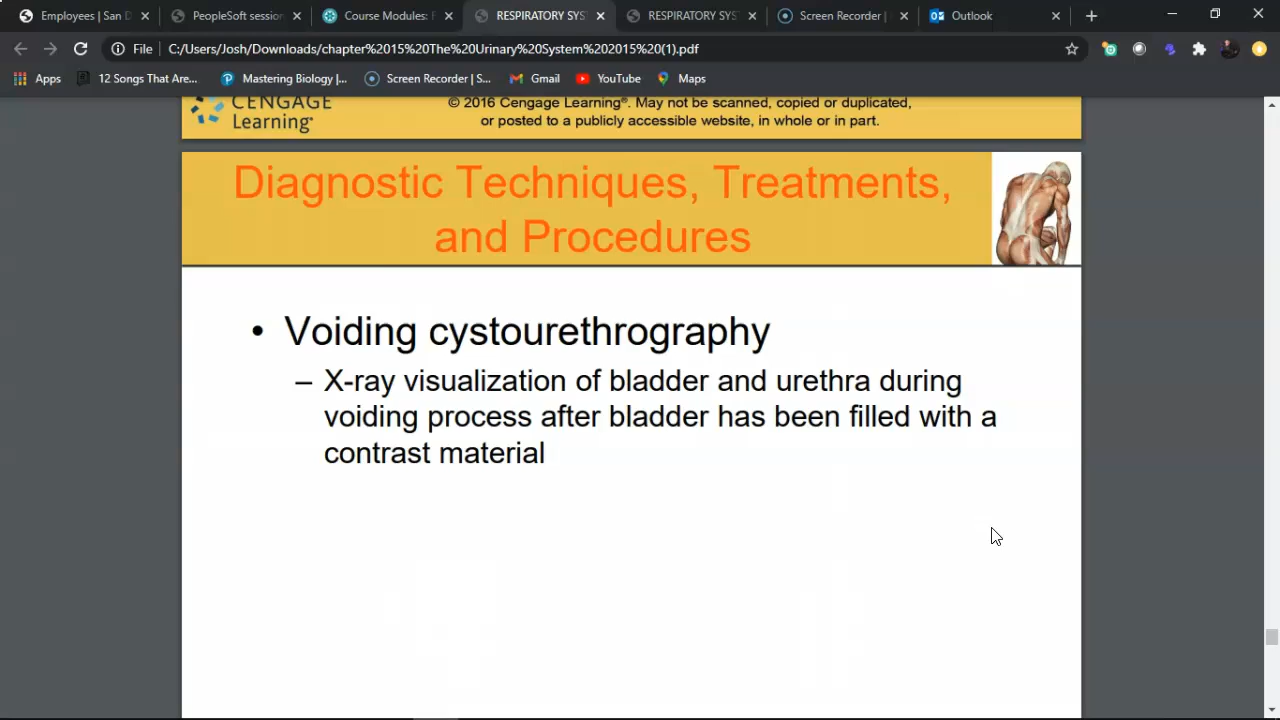 Employees | San D
PeopleSoft session
Course Modules: F
RESPIRATORY SYS
RESPIRATORY SYS
Screen Recorder |
Outlook
File
C:/Users/Josh/Downloads/chapter%2015%20The%20Urinary%20System%202015%20(1).pdf
Apps
12 Songs That Are...
Mastering Biology |...
Screen Recorder | S...
Gmail
YouTube
Maps
CENGAGE
Learning®
© 2016 Cengage Learning®. May not be scanned, copied or duplicated,
or posted to a publicly accessible website, in whole or in part.
Diagnostic Techniques, Treatments,
and Procedures
• Voiding cystourethrography
– X-ray visualization of bladder and urethra during
voiding process after bladder has been filled with a
contrast material